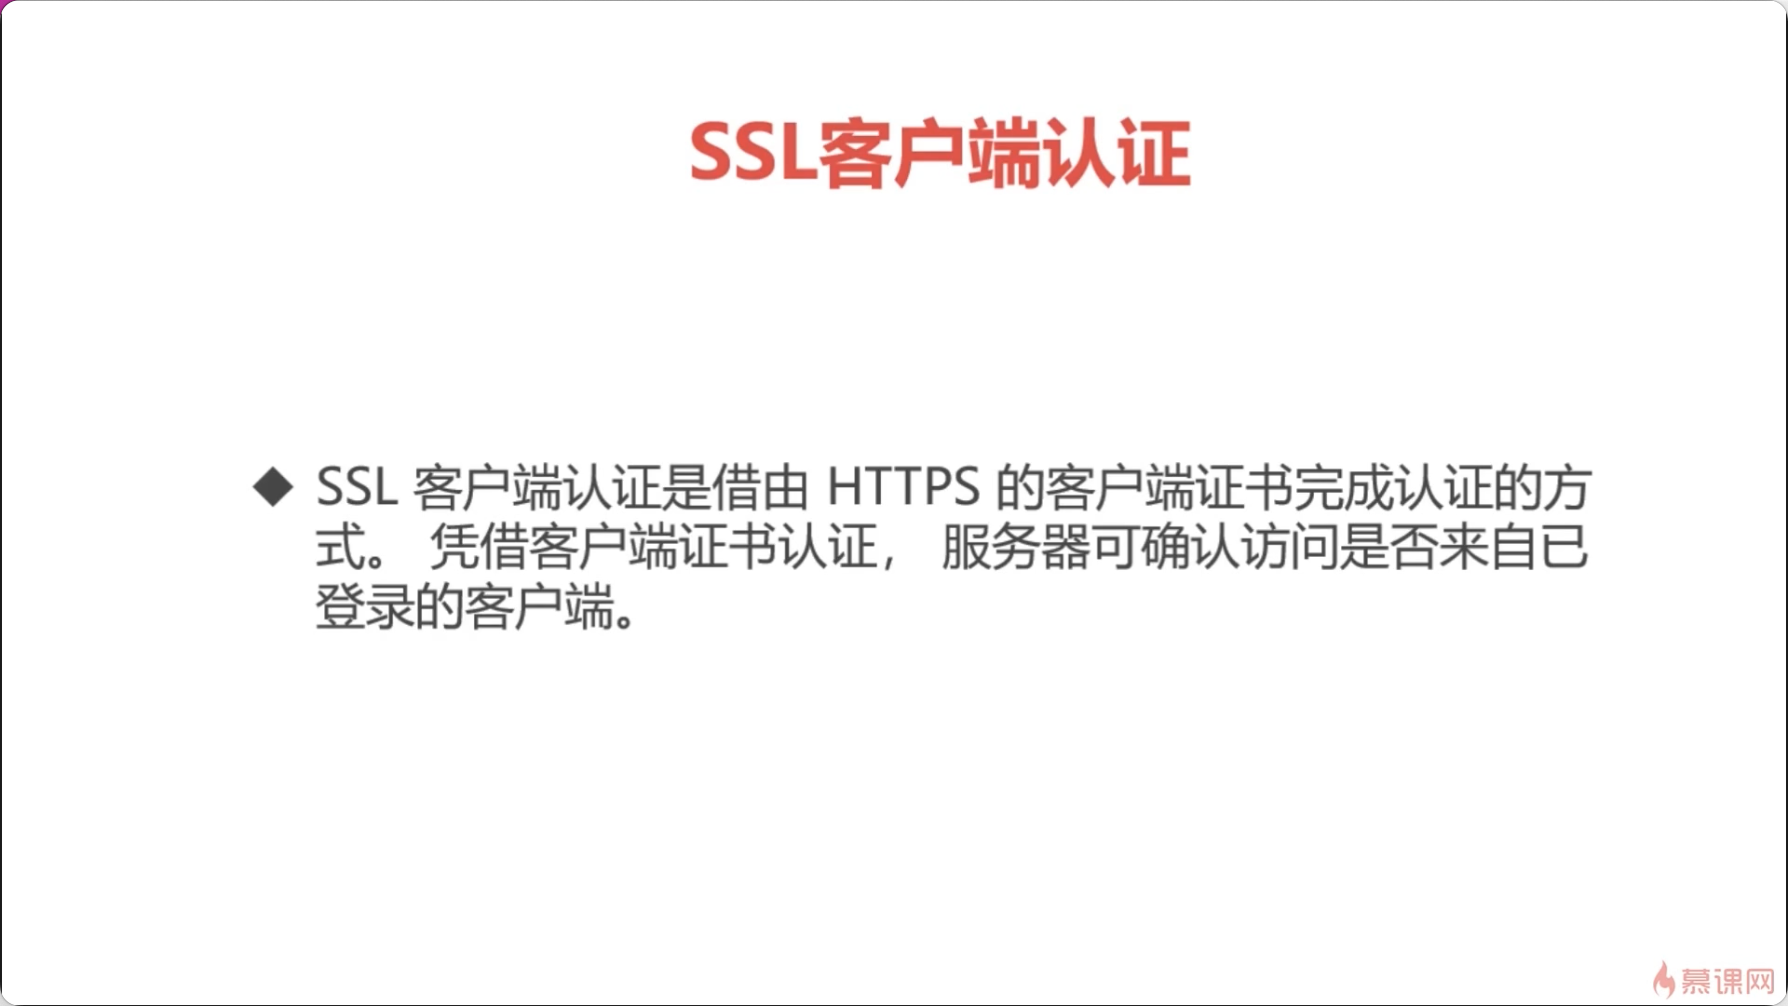 SSL客户端认证
◆ SSL 客户端认证是借由 HTTPS 的客户端证书完成认证的方
式。 凭借客户端证书认证， 服务器可确认访问是否来自已
登录的客户端。
慕课网